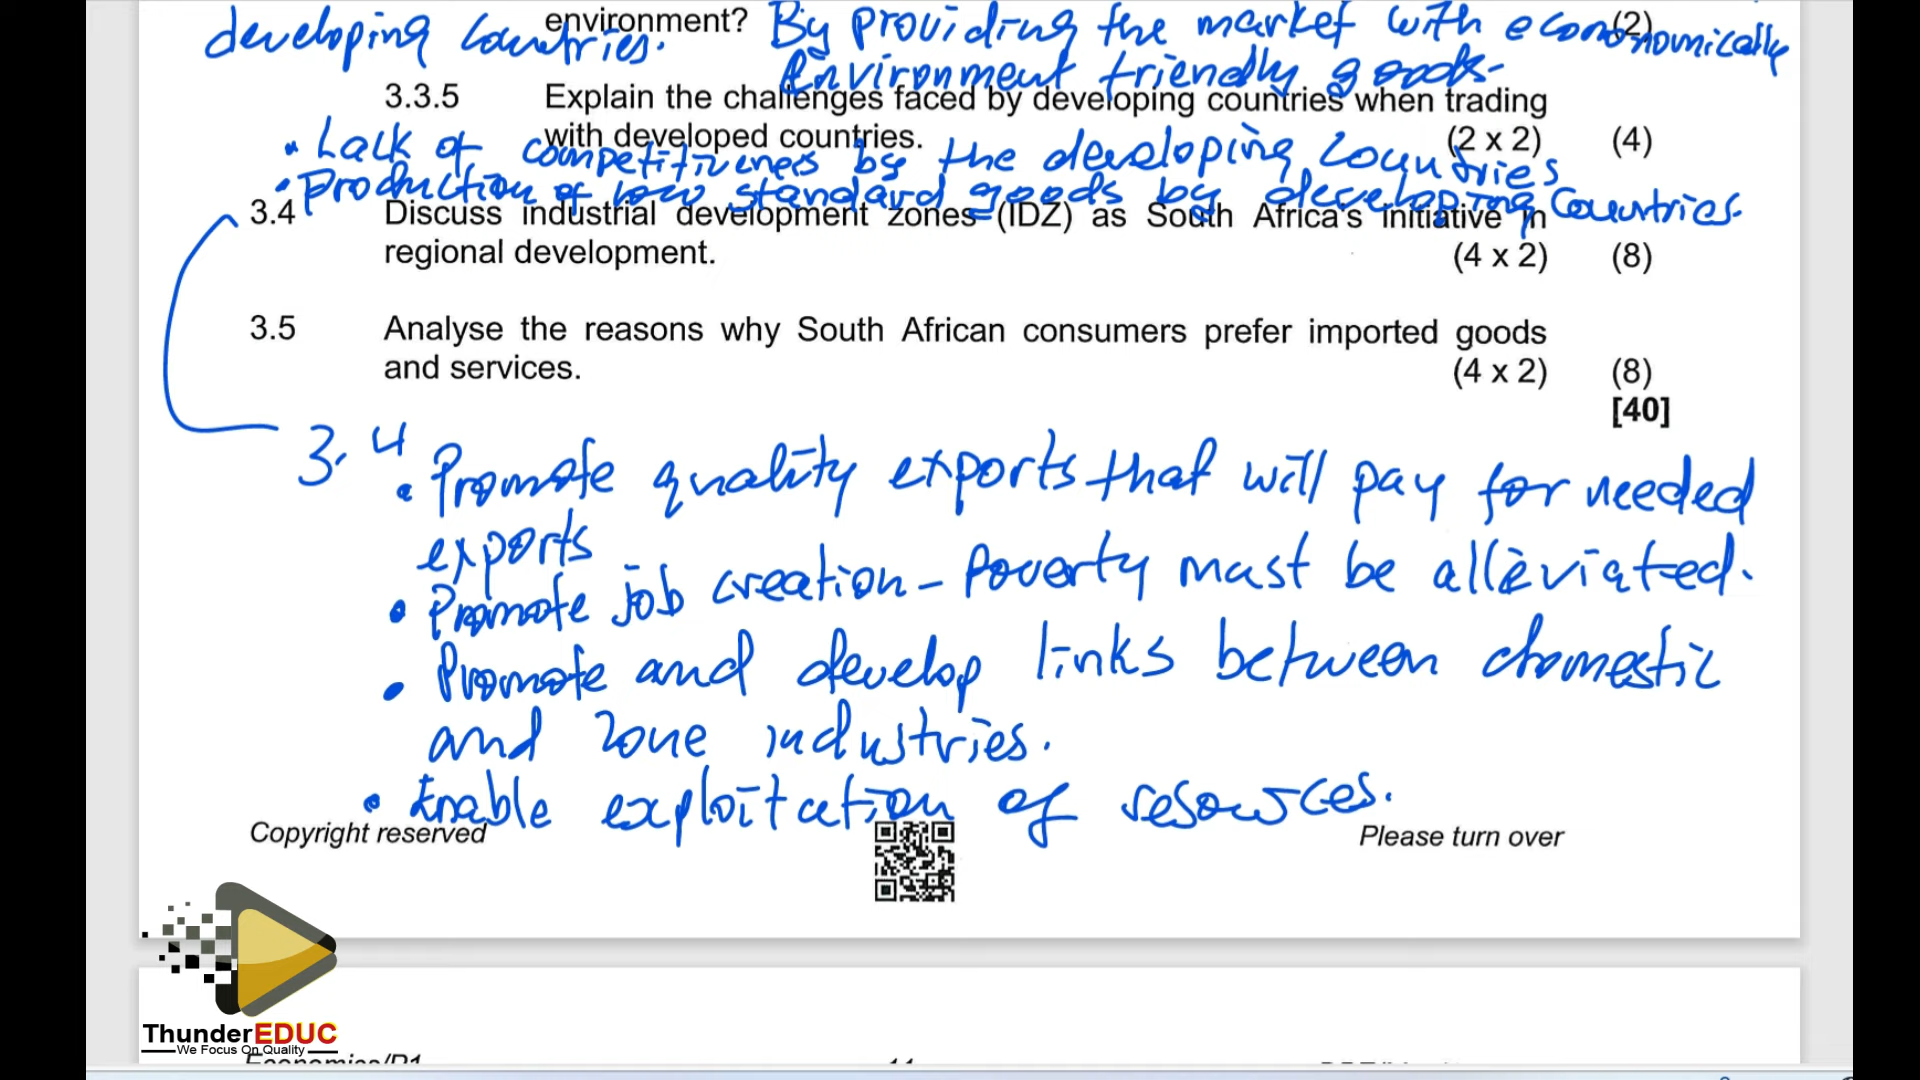 environment? By providing the market with economically (2)
developing countries. Environment friendly goods
3.3.5 Explain the challenges faced by developing countries when trading
with developed countries. (2 x 2) (4)
• Lack of competitiveness by the developing countries
• Production of low standard goods by developing countries.
3.4 Discuss industrial development zones (IDZ) as South Africa's initiative in
regional development. (4 x 2) (8)
3.5 Analyse the reasons why South African consumers prefer imported goods
and services. (4 x 2) (8)
[40]
3.4
• Promote quality exports that will pay for needed
exports
• Promote job creation - Poverty must be alleviated.
• Promote and develop links between domestic
and zone industries.
• Enable exploitation of resources.
Copyright reserved Please turn over
ThunderEDUC
We Focus On Quality
Economics/P1 11